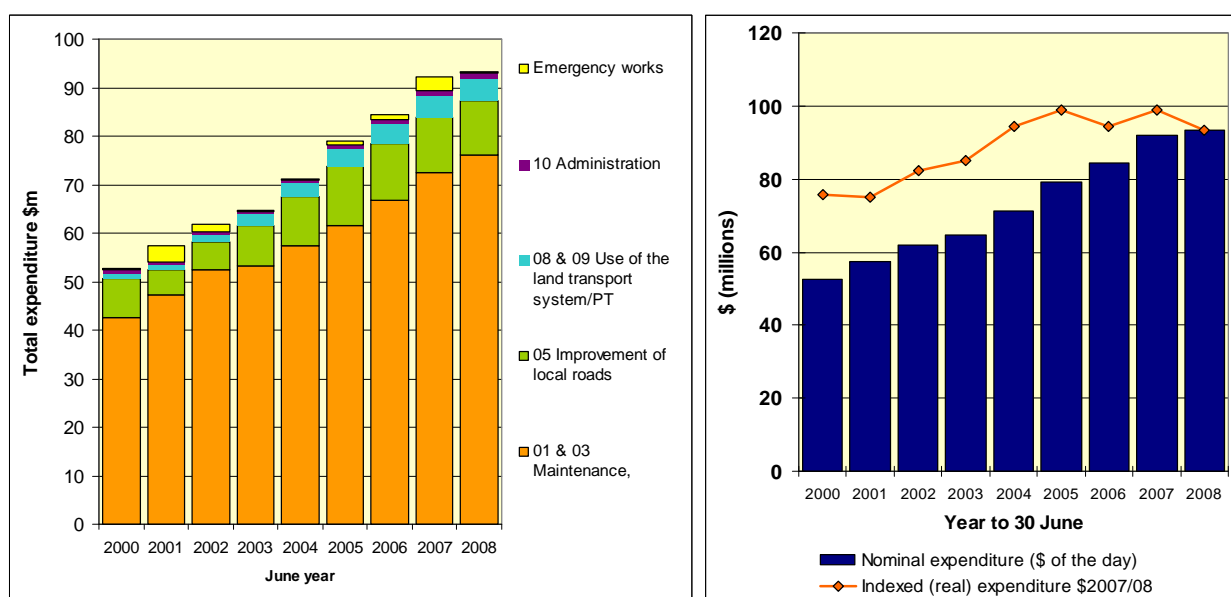 100
90
80
70
60
50
40
30
20
10
0
Total expenditure $m
2000 2001 2002 2003 2004 2005 2006 2007 2008
June year
Emergency works
10 Administration
08 & 09 Use of the
land transport
system/PT
05 Improvement of
local roads
01 & 03
Maintenance,
120
100
80
60
40
20
0
$ (millions)
2000 2001 2002 2003 2004 2005 2006 2007 2008
Year to 30 June
Nominal expenditure ($ of the day)
Indexed (real) expenditure $2007/08